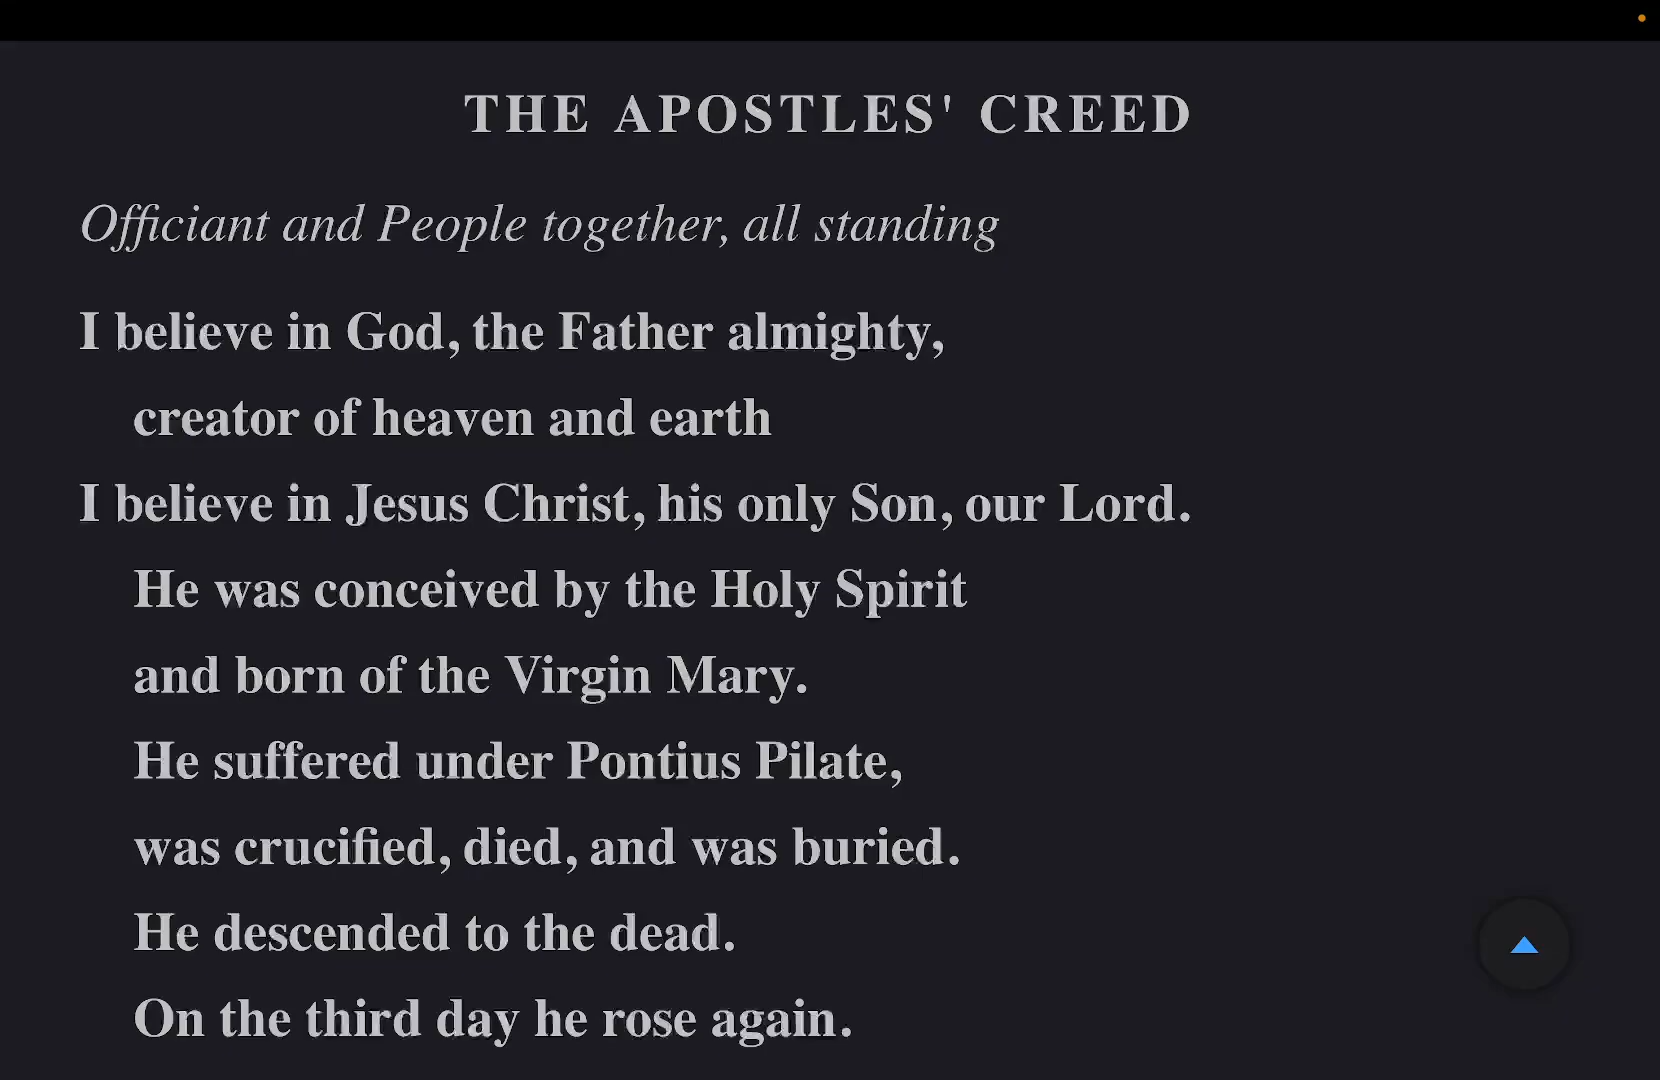 THE APOSTLES' CREED
Officiant and People together, all standing
I believe in God, the Father almighty,
creator of heaven and earth
I believe in Jesus Christ, his only Son, our Lord.
He was conceived by the Holy Spirit
and born of the Virgin Mary.
He suffered under Pontius Pilate,
was crucified, died, and was buried.
He descended to the dead.
On the third day he rose again.